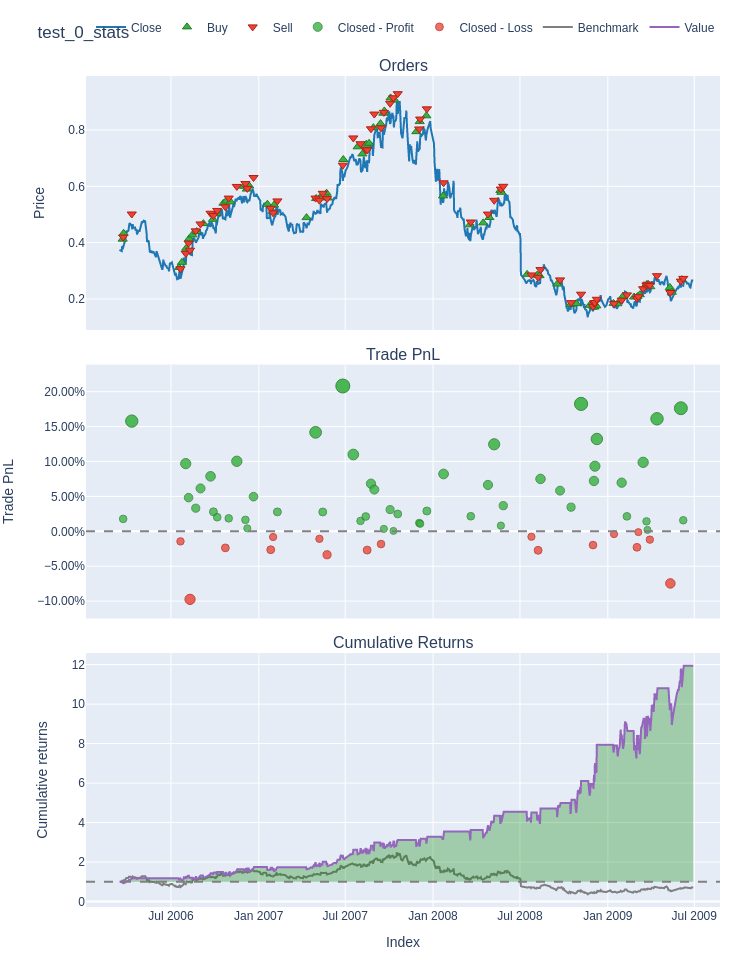 test_0_stats
Close Buy Sell Closed - Profit Closed - Loss Benchmark Value
Orders
Price
0.8
0.6
0.4
0.2
Trade PnL
Trade PnL
20.00%
15.00%
10.00%
5.00%
0.00%
−5.00%
−10.00%
Cumulative Returns
Cumulative returns
12
10
8
6
4
2
0
Jul 2006 Jan 2007 Jul 2007 Jan 2008 Jul 2008 Jan 2009 Jul 2009
Index